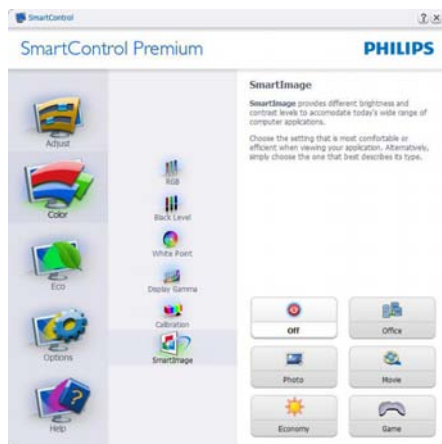 SmartControl
SmartControl Premium
PHILIPS
Adjust
Color
Eco
Options
Help
RGB
Black Level
White Point
Display Gamma
Calibration
SmartImage
SmartImage
SmartImage provides different brightness and
contrast levels to accomodate today's wide range of
computer applications.
Choose the setting that is most comfortable or
efficient when viewing your application. Alternatively,
simply choose the one that best describes its type.
Off
Office
Photo
Movie
Economy
Game